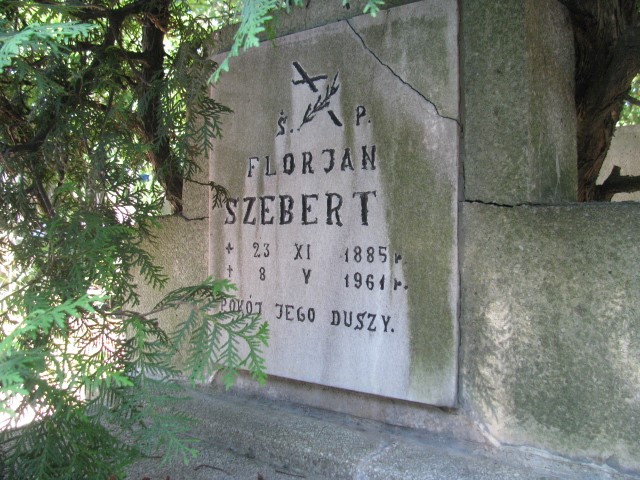 Ś. P.
FLORJAN
SZEBERT
* 23 XI 1885 r.
† 8 V 1961 r.
POKÓJ JEGO DUSZY.